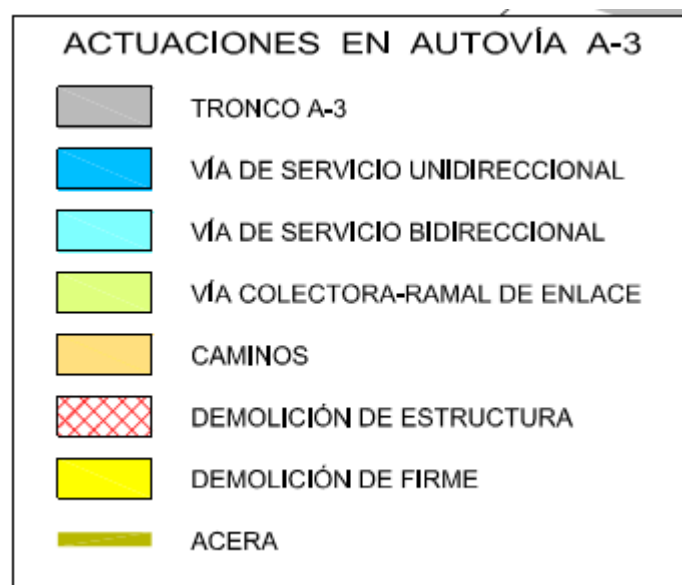 ACTUACIONES EN AUTOVÍA A-3
TRONCO A-3
VÍA DE SERVICIO UNIDIRECCIONAL
VÍA DE SERVICIO BIDIRECCIONAL
VÍA COLECTORA-RAMAL DE ENLACE
CAMINOS
DEMOLICIÓN DE ESTRUCTURA
DEMOLICIÓN DE FIRME
ACERA